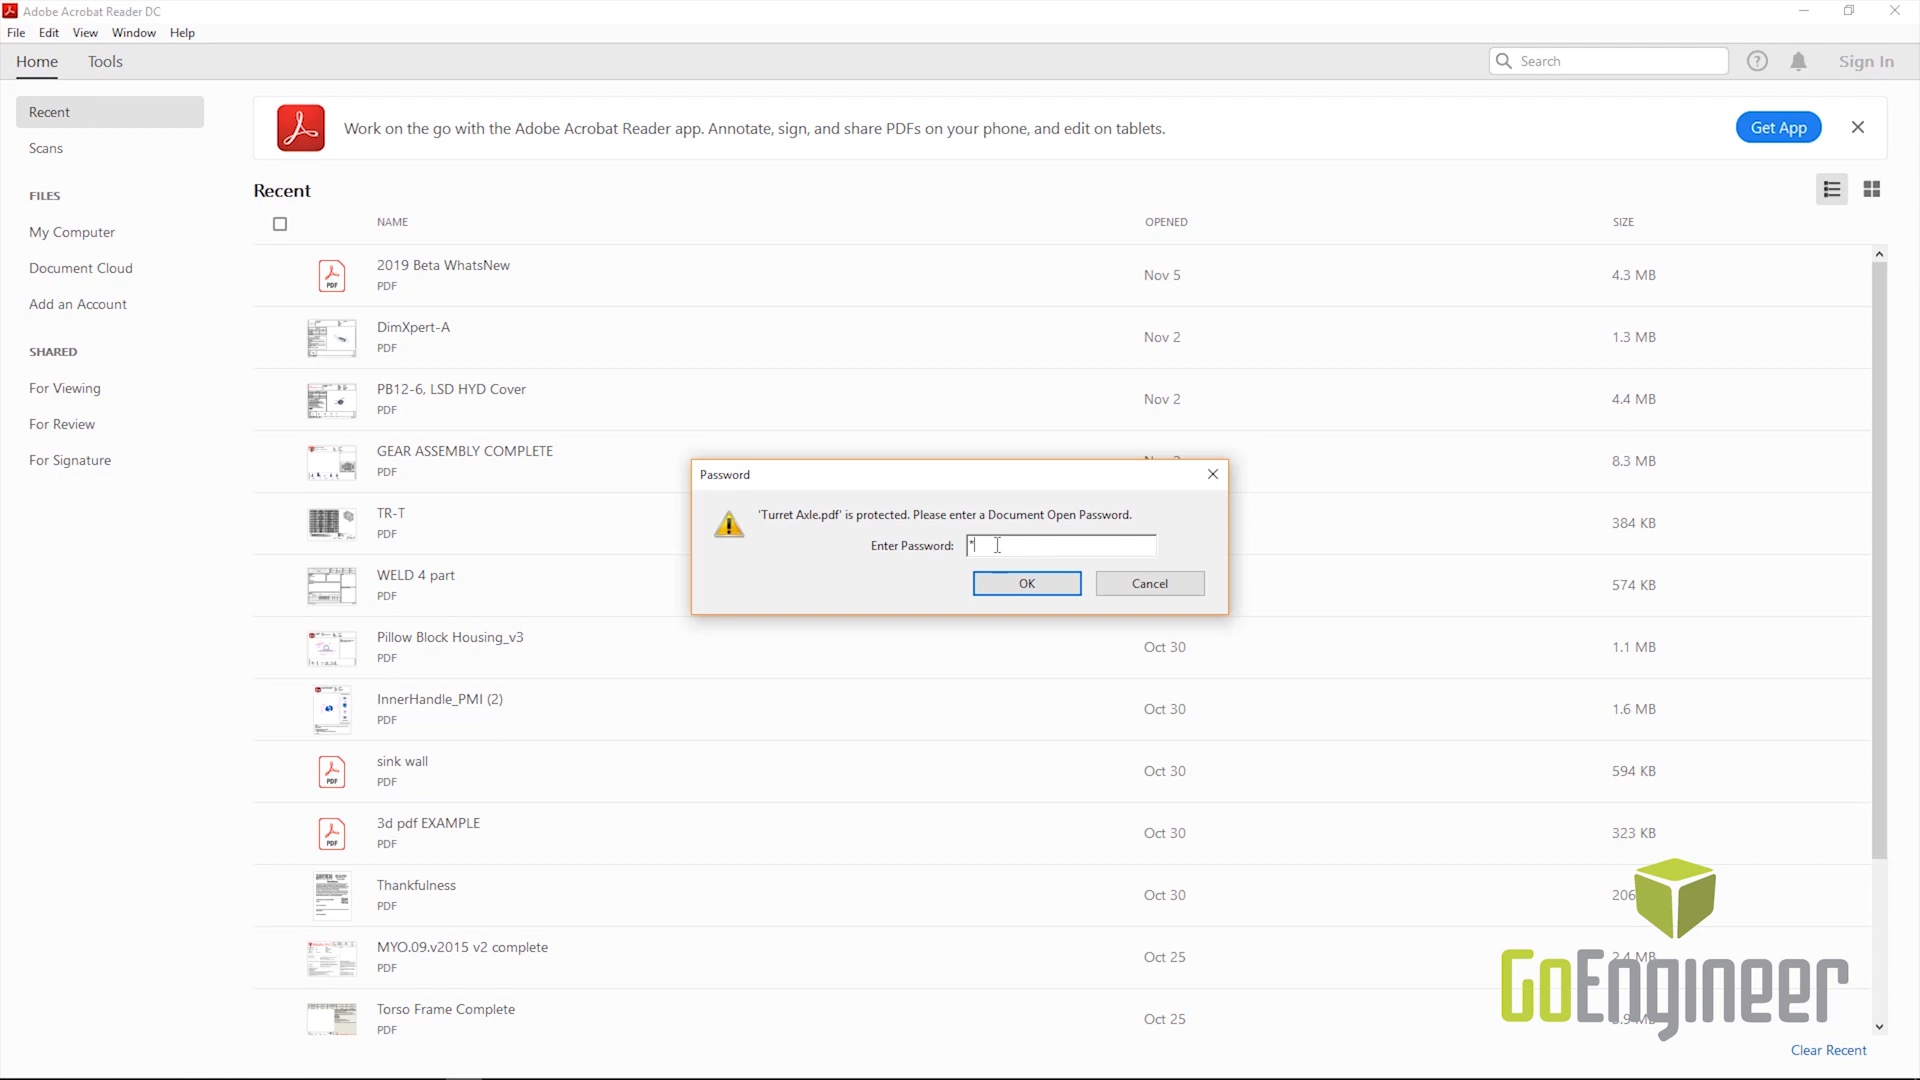 Adobe Acrobat Reader DC
File Edit View Window Help
Home Tools Search Sign In
Recent
Scans
FILES
My Computer
Document Cloud
Add an Account
SHARED
For Viewing
For Review
For Signature
Work on the go with the Adobe Acrobat Reader app. Annotate, sign, and share PDFs on your phone, and edit on tablets. Get App
Recent
NAME OPENED SIZE
2019 Beta WhatsNew
PDF Nov 5 4.3 MB
DimXpert-A
PDF Nov 2 1.3 MB
PB12-6, LSD HYD Cover
PDF Nov 2 4.4 MB
GEAR ASSEMBLY COMPLETE
PDF 8.3 MB
TR-T
PDF 384 KB
WELD 4 part
PDF 574 KB
Pillow Block Housing_v3
PDF Oct 30 1.1 MB
InnerHandle_PMI (2)
PDF Oct 30 1.6 MB
sink wall
PDF Oct 30 594 KB
3d pdf EXAMPLE
PDF Oct 30 323 KB
Thankfulness
PDF Oct 30 206
MYO.09.v2015 v2 complete
PDF Oct 25 2.4 MB
Torso Frame Complete
PDF Oct 25
Clear Recent
Password
'Turret Axle.pdf' is protected. Please enter a Document Open Password.
Enter Password: *
OK Cancel
GoEngineer